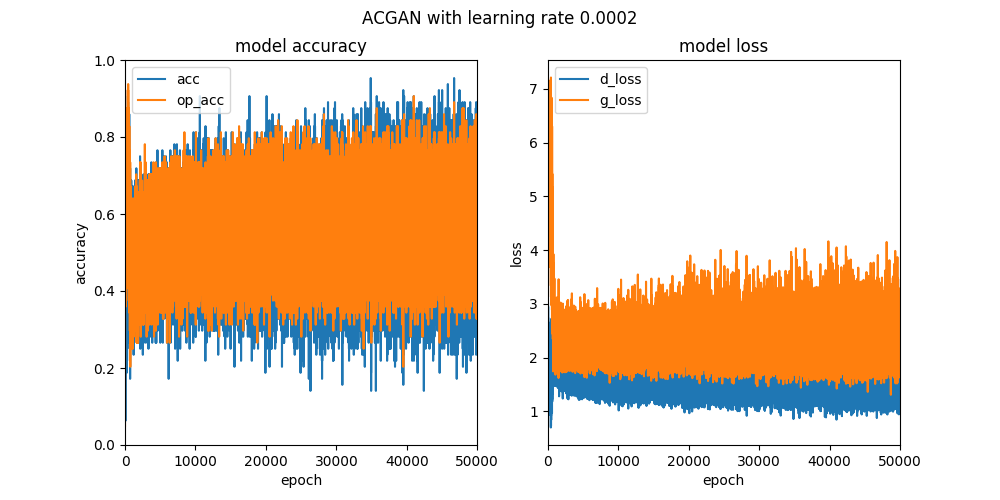 ACGAN with learning rate 0.0002
model accuracy
acc
op_acc
accuracy
1.0
0.8
0.6
0.4
0.2
0.0
0 10000 20000 30000 40000 50000
epoch
model loss
d_loss
g_loss
loss
7
6
5
4
3
2
1
0 10000 20000 30000 40000 50000
epoch